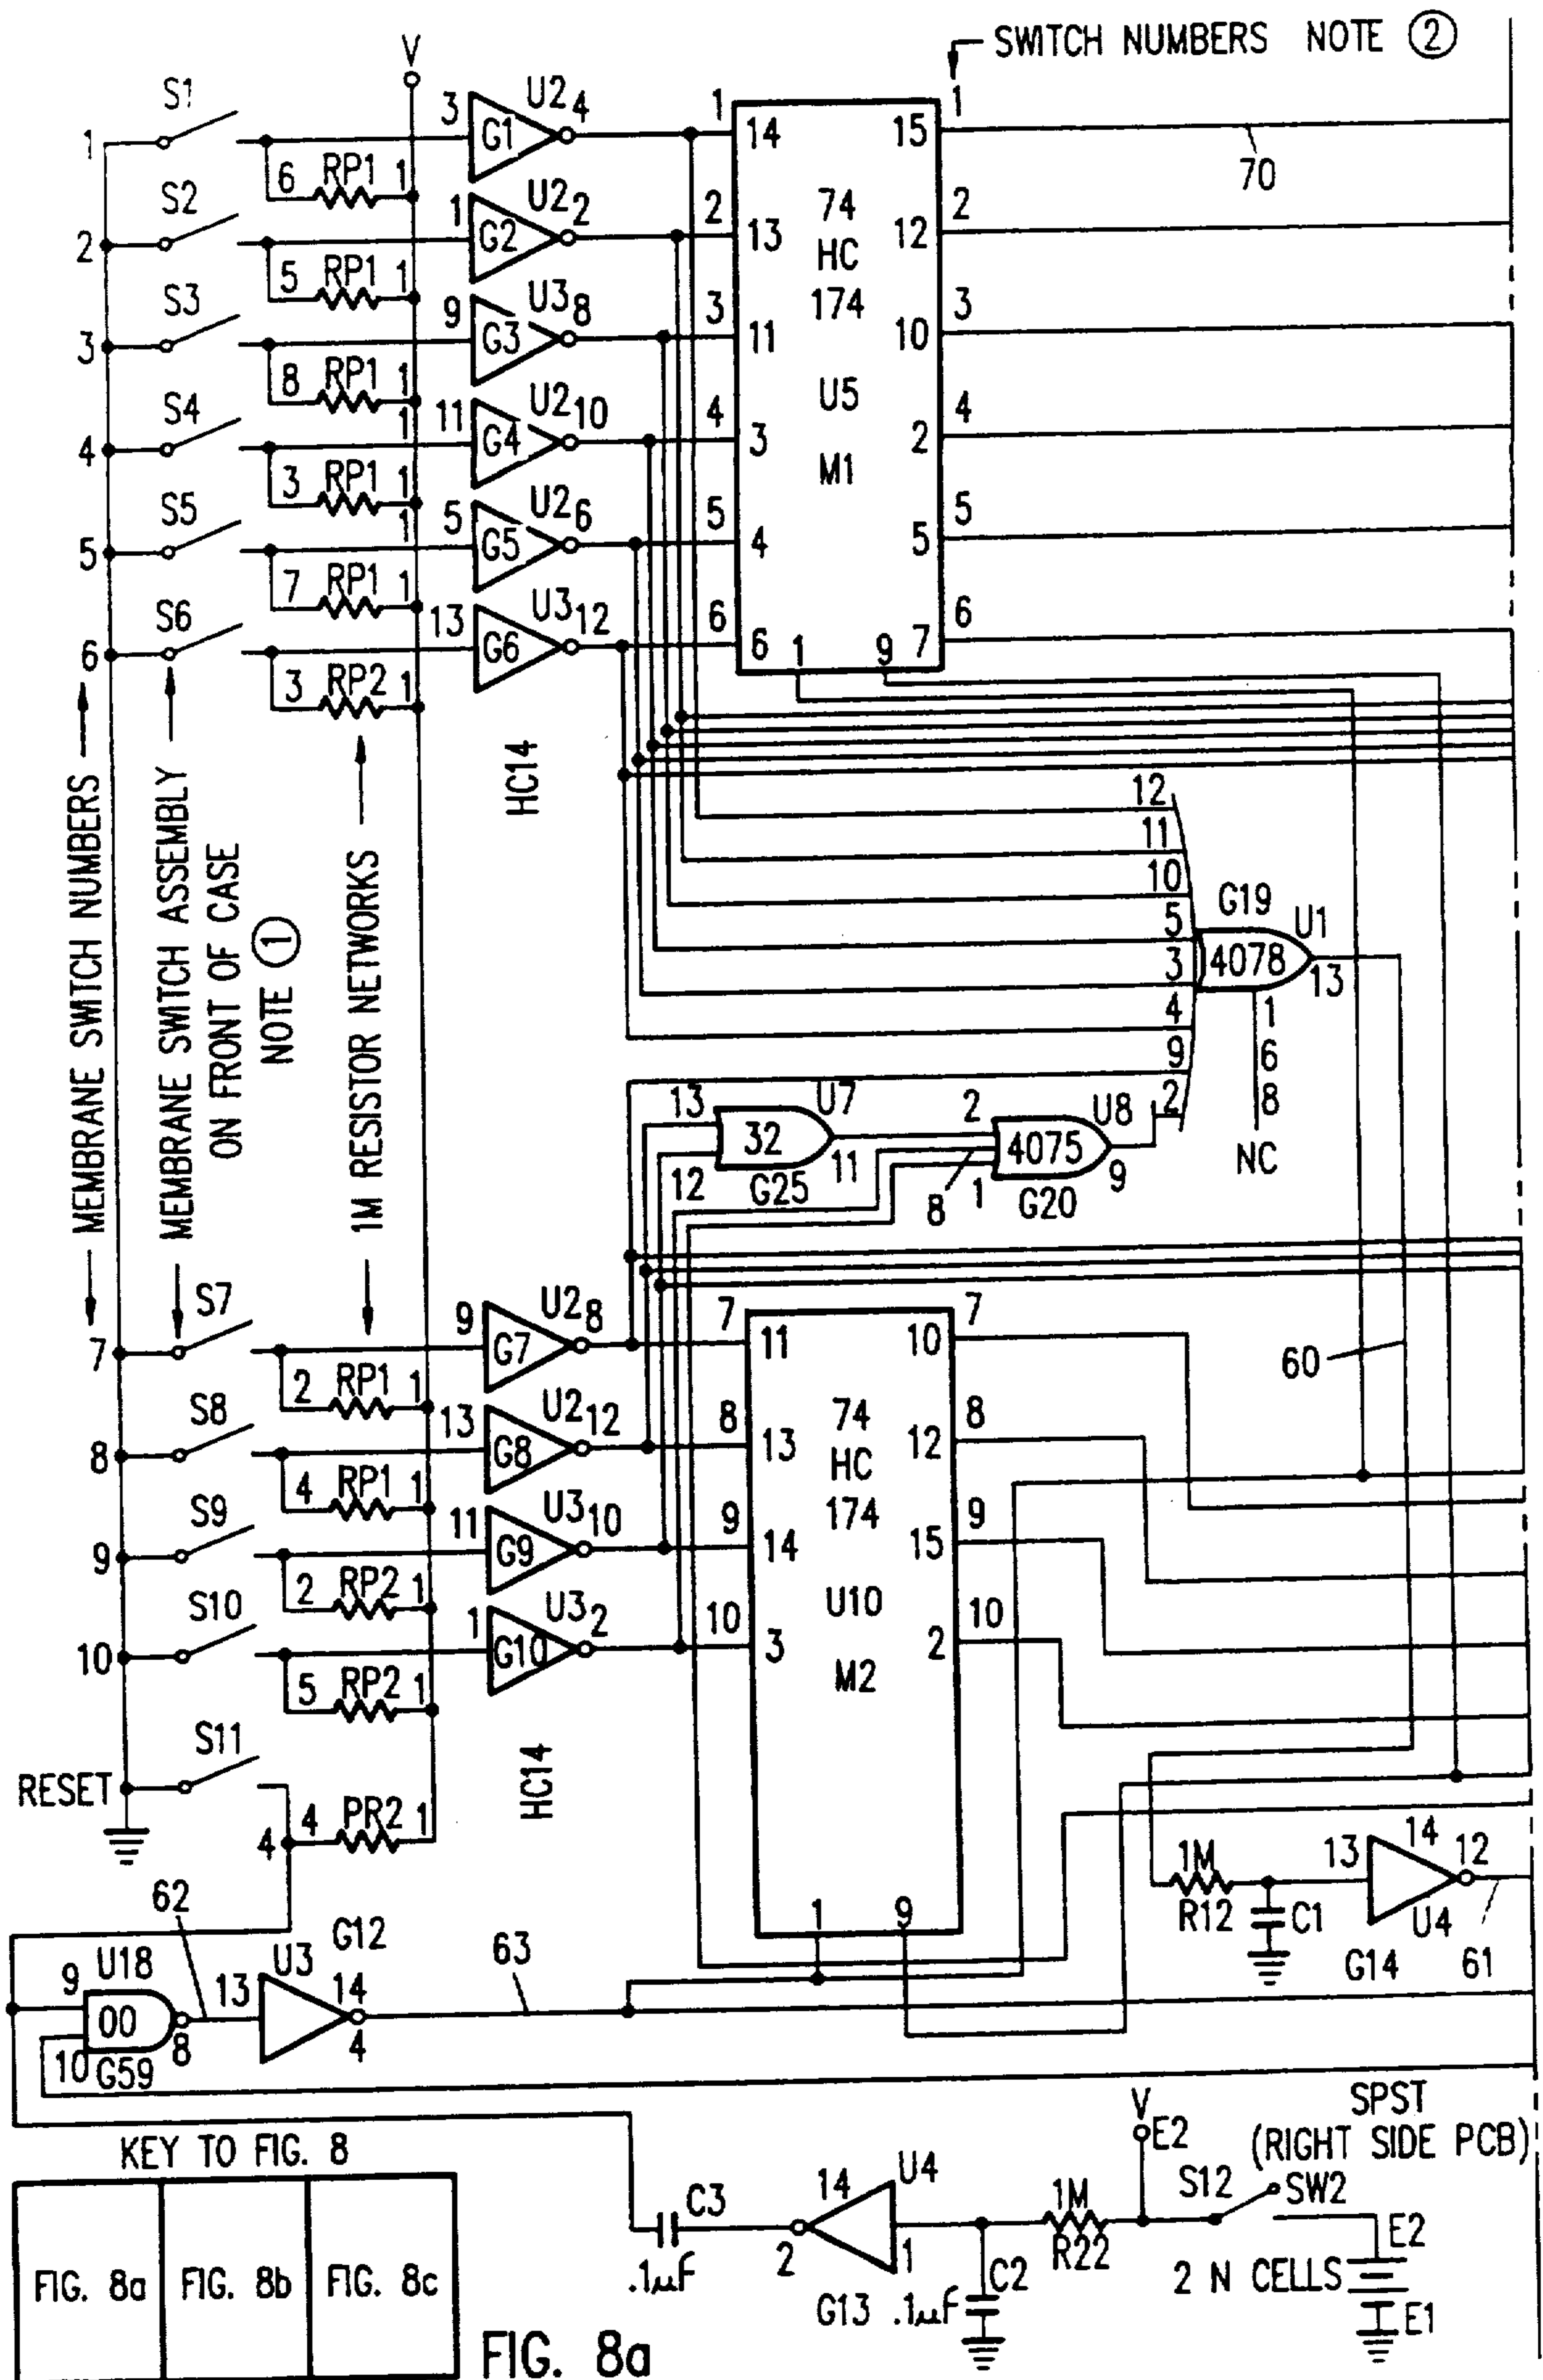 SWITCH NUMBERS NOTE 2
V
S1 3 U2 4 1 1
1 G1 14 15
6 RP1 1 70
S2 1 U2 2 2 74 2
2 G2 13 HC 12
5 RP1 1
S3 9 U3 8 3 174 3
3 G3 11 10
8 RP1 1 U5
S4 1 11 U2 10 4 4
4 G4 3 M1 2
3 RP1 1
S5 1 5 U2 6 5 5
5 G5 4 5
7 RP1 1
S6 13 U3 12 6 6
6 G6 6 1 9 7
3 RP2 1
HC14
MEMBRANE SWITCH NUMBERS
MEMBRANE SWITCH ASSEMBLY
ON FRONT OF CASE
NOTE 1
1M RESISTOR NETWORKS
12
11
10
5 G19 U1
3 4078 13
4 1
9 6
2 8
NC
13 U7 2 U8
32 4075
12 G25 11 8 1 G20 9
S7 9 U2 8 7 7
7 G7 11 10
2 RP1 1 60
S8 13 U2 12 8 74 8
8 G8 13 HC 12
4 RP1 1
S9 11 U3 10 9 174 9
9 G9 14 15
2 RP2 1
S10 1 U3 2 10 U10 10
10 G10 3 2
5 RP2 1 M2
S11
RESET
HC14
4 4 PR2 1
1M 13 14 12
R12 C1 U4
G14 61
1 9
62 G12 63
9 U18 13 U3 14
00
10 G59 8 4
SPST
(RIGHT SIDE PCB)
V
E2
S12 SW2
E2
2 N CELLS
E1
1M
R22
C2
.1µF
14 U4
2 1
G13
C3
.1µF
KEY TO FIG. 8
FIG. 8a FIG. 8b FIG. 8c
FIG. 8a